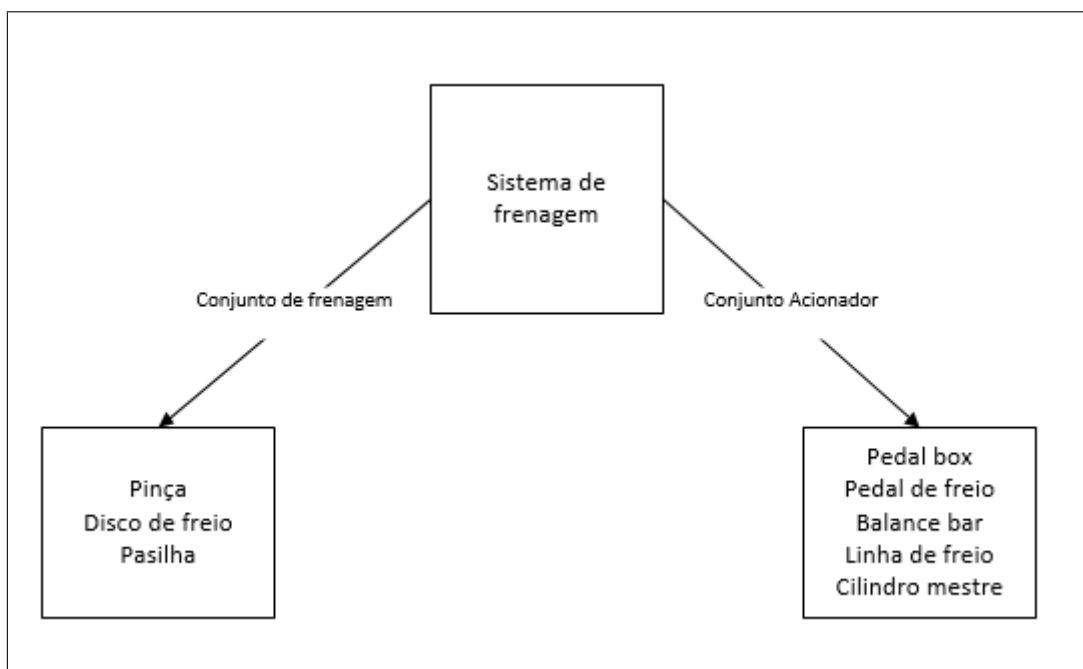 Sistema de
frenagem
Conjunto de frenagem
Conjunto Acionador
Pinça
Disco de freio
Pasilha
Pedal box
Pedal de freio
Balance bar
Linha de freio
Cilindro mestre